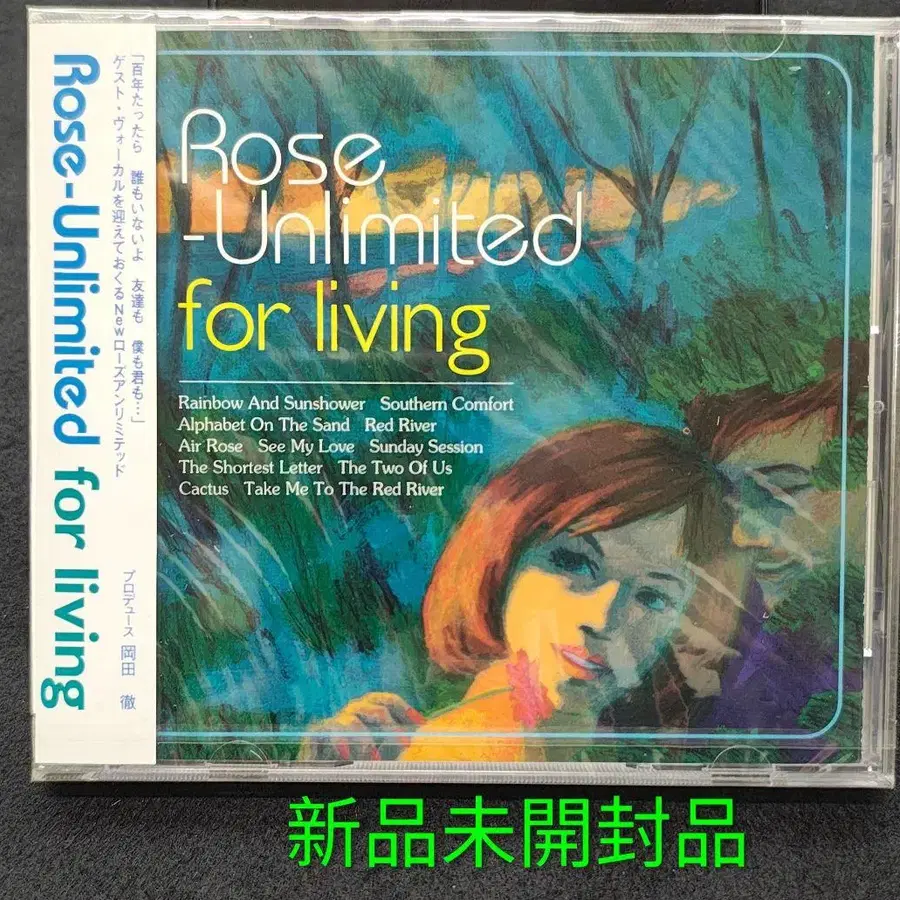 Rose-Unlimited for living
「百年たったら 誰もいないよ 友達も 僕も君も…」
ゲスト・ヴォーカルを迎えておくるNewローズアンリミテッド
プロデュース 岡田 徹
Rose
-Unlimited
for living
Rainbow And Sunshower Southern Comfort
Alphabet On The Sand Red River
Air Rose See My Love Sunday Session
The Shortest Letter The Two Of Us
Cactus Take Me To The Red River
新品未開封品